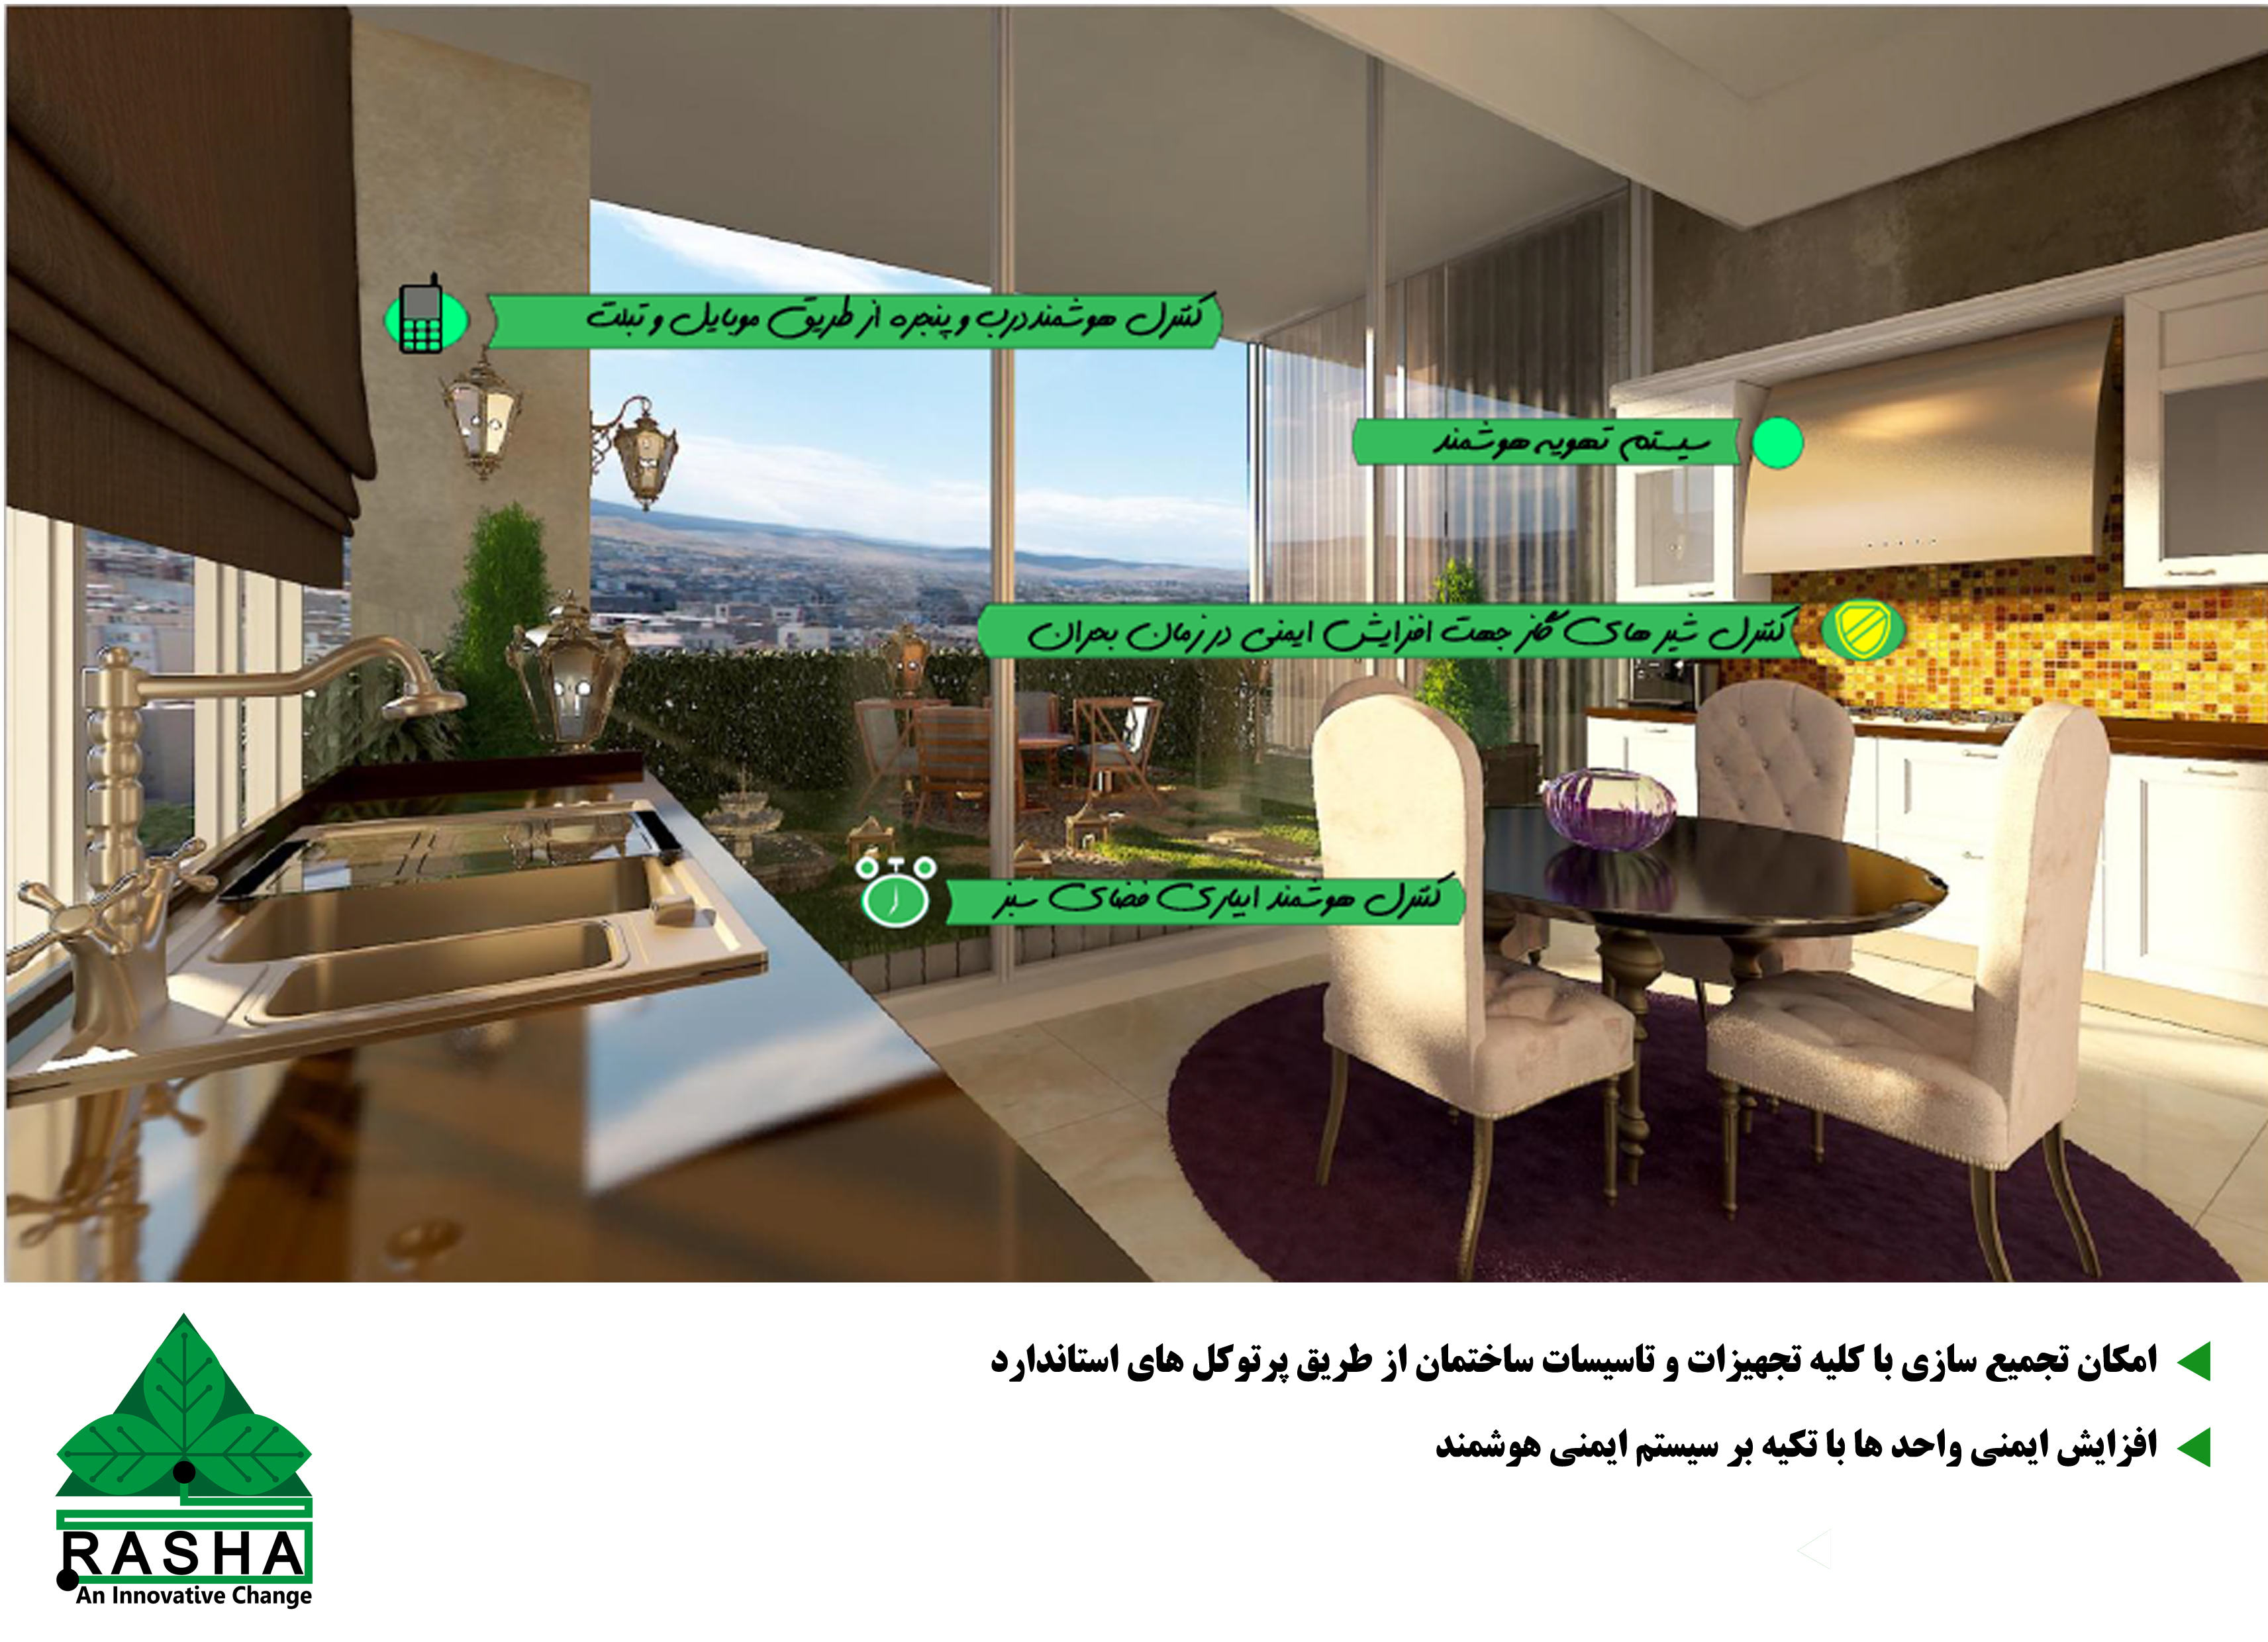 کنترل هوشمند درب و پنجره از طریق موبایل و تبلت
سیستم تهویه هوشمند
کنترل شیر های گاز جهت افزایش ایمنی در زمان بحران
کنترل هوشمند ابیاری فضای سبز
امکان تجمیع سازی با کلیه تجهیزات و تاسیسات ساختمان از طریق پرتوکل های استاندارد
افزایش ایمنی واحد ها با تکیه بر سیستم ایمنی هوشمند
RASHA
An Innovative Change